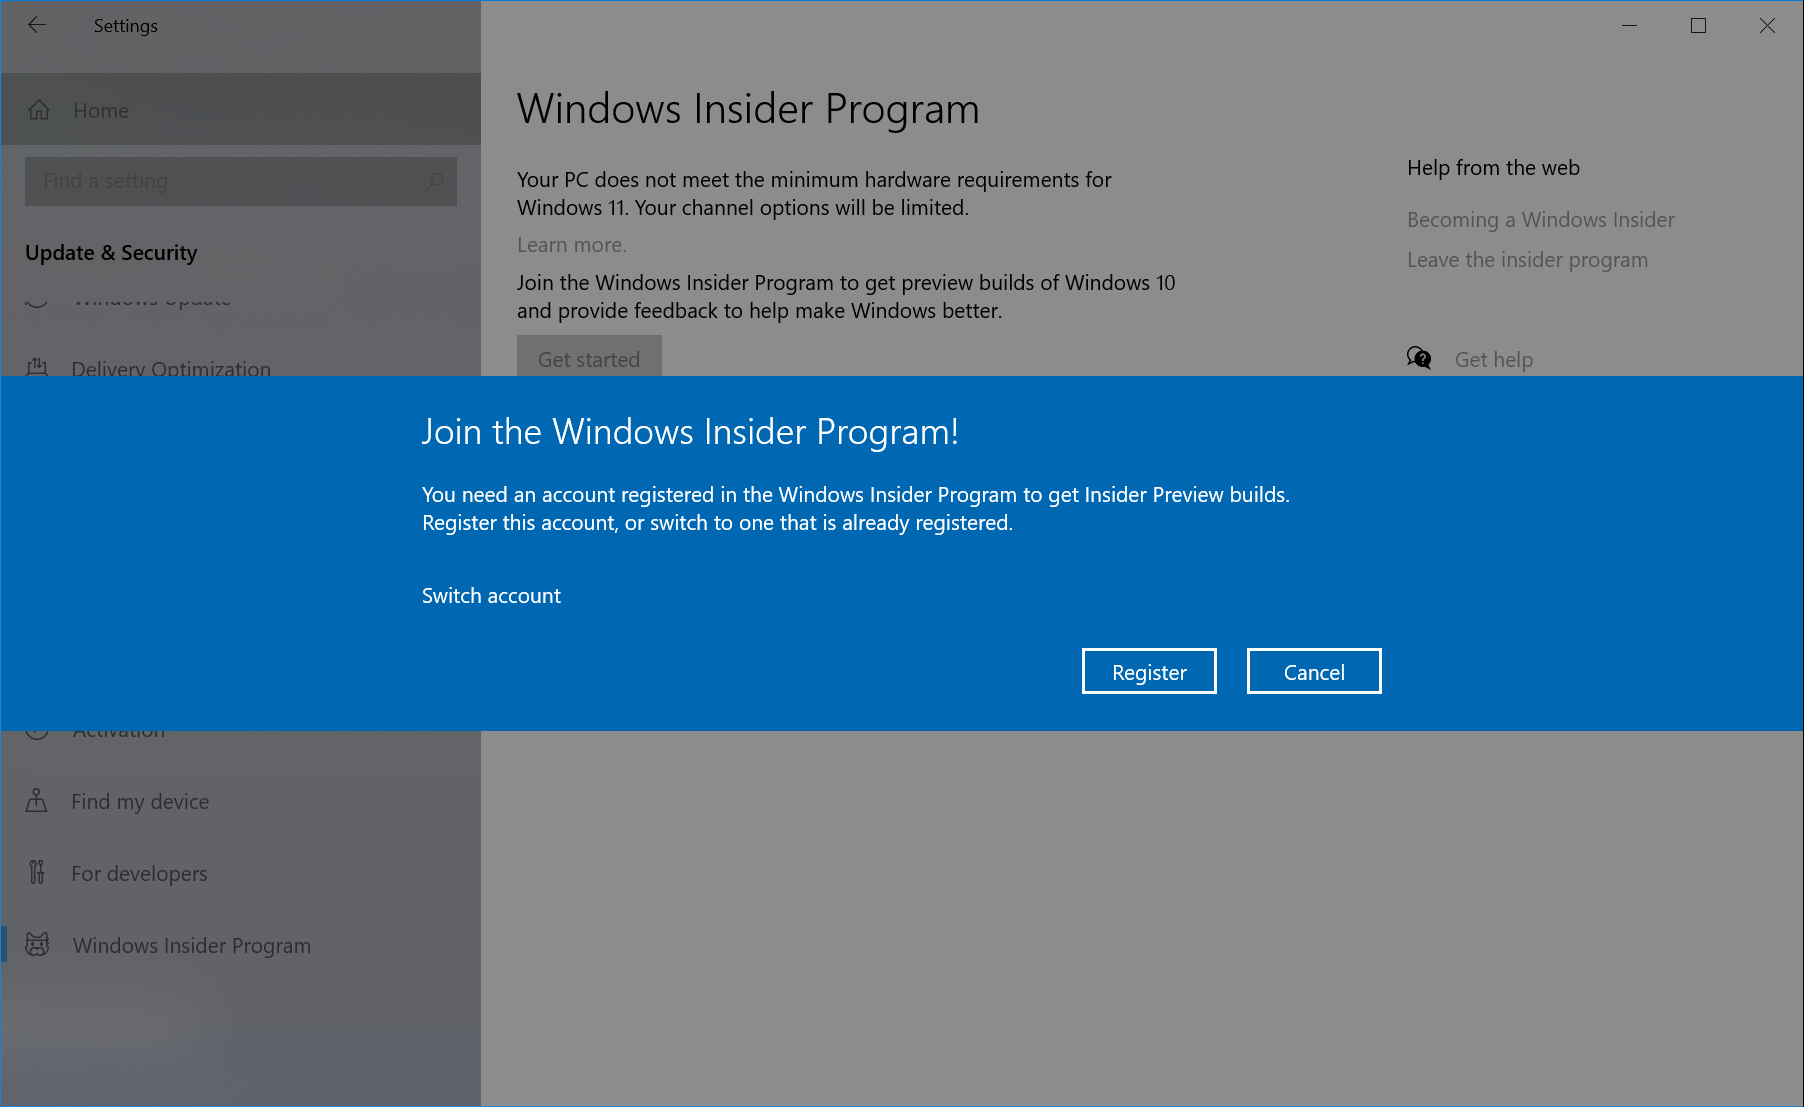 Settings
Home
Find a setting
Update & Security
Windows Update
Delivery Optimization
Windows Insider Program
Your PC does not meet the minimum hardware requirements for
Windows 11. Your channel options will be limited.
Learn more.
Join the Windows Insider Program to get preview builds of Windows 10
and provide feedback to help make Windows better.
Get started
Help from the web
Becoming a Windows Insider
Leave the insider program
Get help
Join the Windows Insider Program!
You need an account registered in the Windows Insider Program to get Insider Preview builds.
Register this account, or switch to one that is already registered.
Switch account
Register
Cancel
Activation
Find my device
For developers
Windows Insider Program